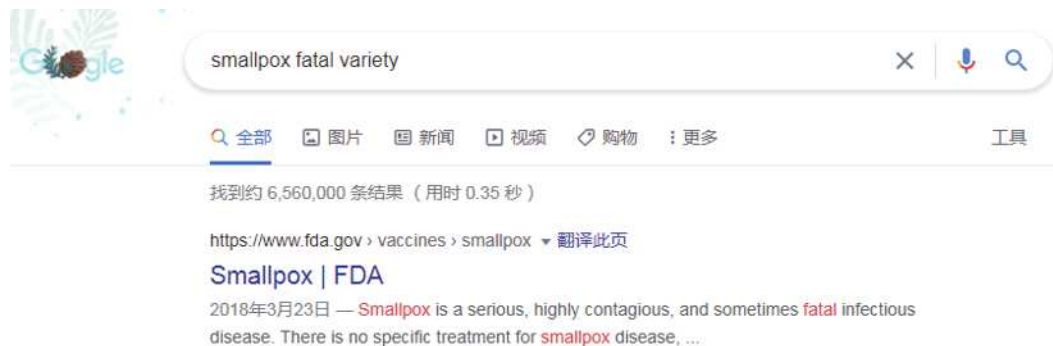 Google
smallpox fatal variety
全部 图片 新闻 视频 购物 更多 工具
找到约 6,560,000 条结果 （用时 0.35 秒）
https://www.fda.gov › vaccines › smallpox 翻译此页
Smallpox | FDA
2018年3月23日 — Smallpox is a serious, highly contagious, and sometimes fatal infectious
disease. There is no specific treatment for smallpox disease, ...